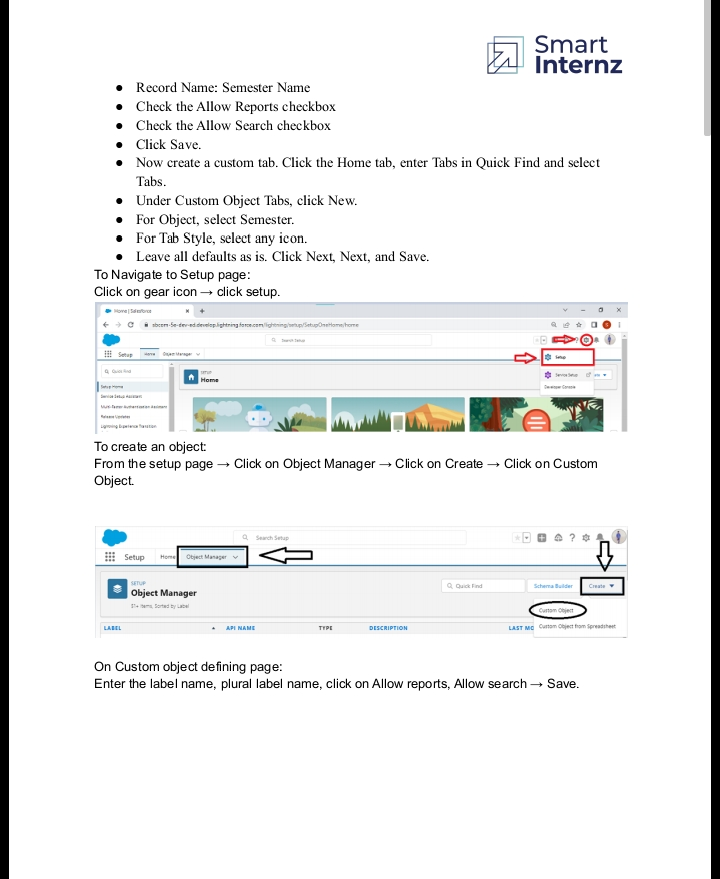 Smart
Internz
● Record Name: Semester Name
● Check the Allow Reports checkbox
● Check the Allow Search checkbox
● Click Save.
● Now create a custom tab. Click the Home tab, enter Tabs in Quick Find and select
Tabs.
● Under Custom Object Tabs, click New.
● For Object, select Semester.
● For Tab Style, select any icon.
● Leave all defaults as is. Click Next, Next, and Save.
To Navigate to Setup page:
Click on gear icon → click setup.
Home | Salesforce
sbcom-5e-dev-ed.develop.lightning.force.com/lightning/setup/SetupOneHome/home
Search Setup
Setup Home Object Manager
Setup
Quick Find
SETUP
Home
Service Setup
Developer Console
Setup Home
Service Setup Assistant
Multi-Factor Authentication Assistant
Release Updates
Lightning Experience Transition
To create an object:
From the setup page → Click on Object Manager → Click on Create → Click on Custom
Object.
Search Setup
Setup Home Object Manager
SETUP
Object Manager
51+ Items, Sorted by Label
Quick Find Schema Builder Create
Custom Object
Custom Object from Spreadsheet
LABEL API NAME TYPE DESCRIPTION LAST MO
On Custom object defining page:
Enter the label name, plural label name, click on Allow reports, Allow search → Save.